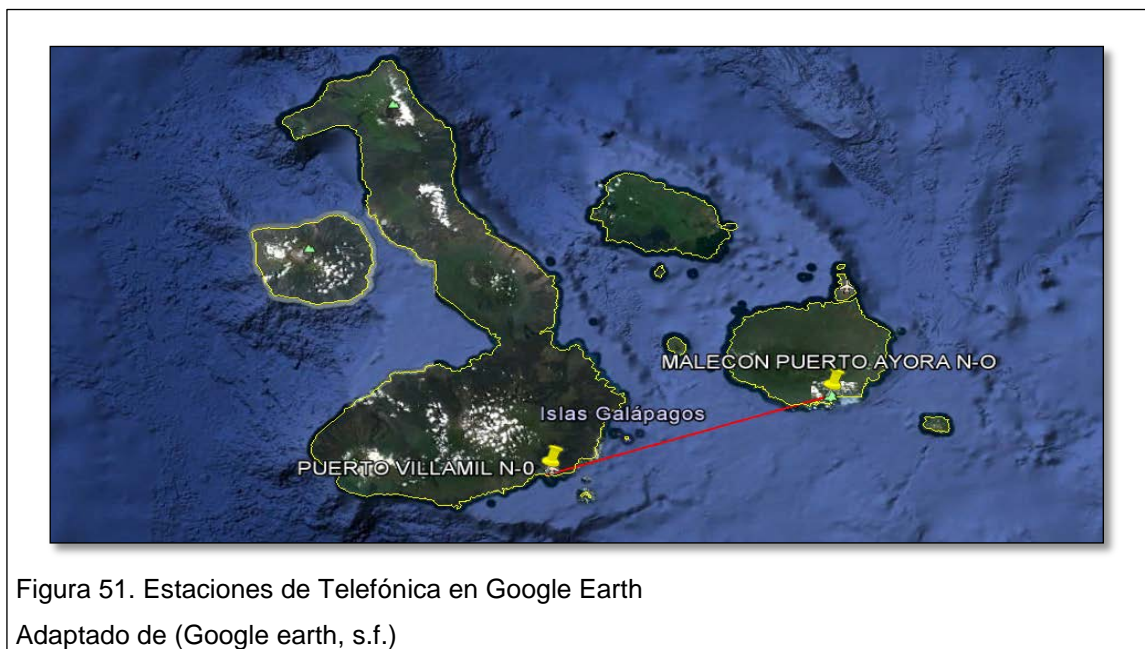 MALECON PUERTO AYORA N-O
Islas Galápagos
PUERTO VILLAMIL N-0
Figura 51. Estaciones de Telefónica en Google Earth
Adaptado de (Google earth, s.f.)